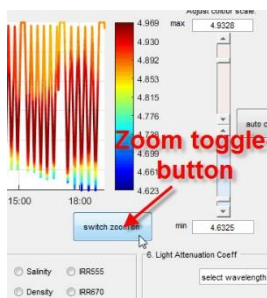 Adjust colour scale.
4.969 max 4.9328
4.930
4.892
4.853
4.815
4.776
4.738
4.699
4.661
4.623
auto c
Zoom toggle
button
15:00 18:00
switch zoom on
min 4.6325
6. Light Attenuation Coeff
Salinity IRR555
Density IRR670
select wavelength